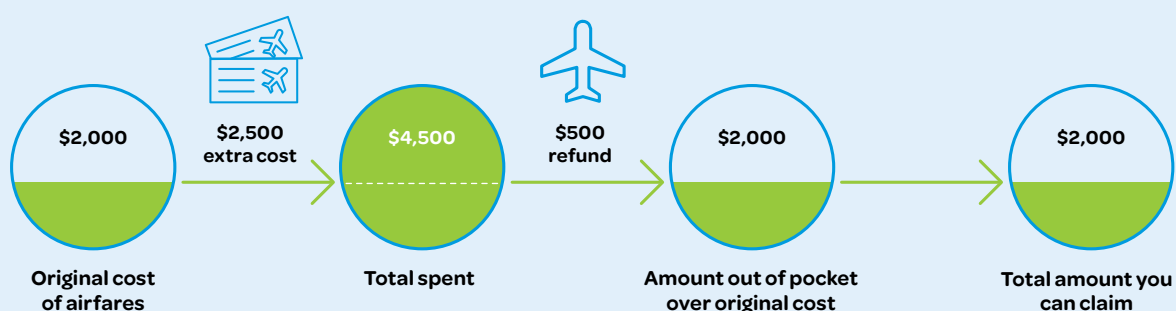 $2,000
$2,500
extra cost
$4,500
$500
refund
$2,000
$2,000
Original cost
of airfares
Total spent
Amount out of pocket
over original cost
Total amount you
can claim